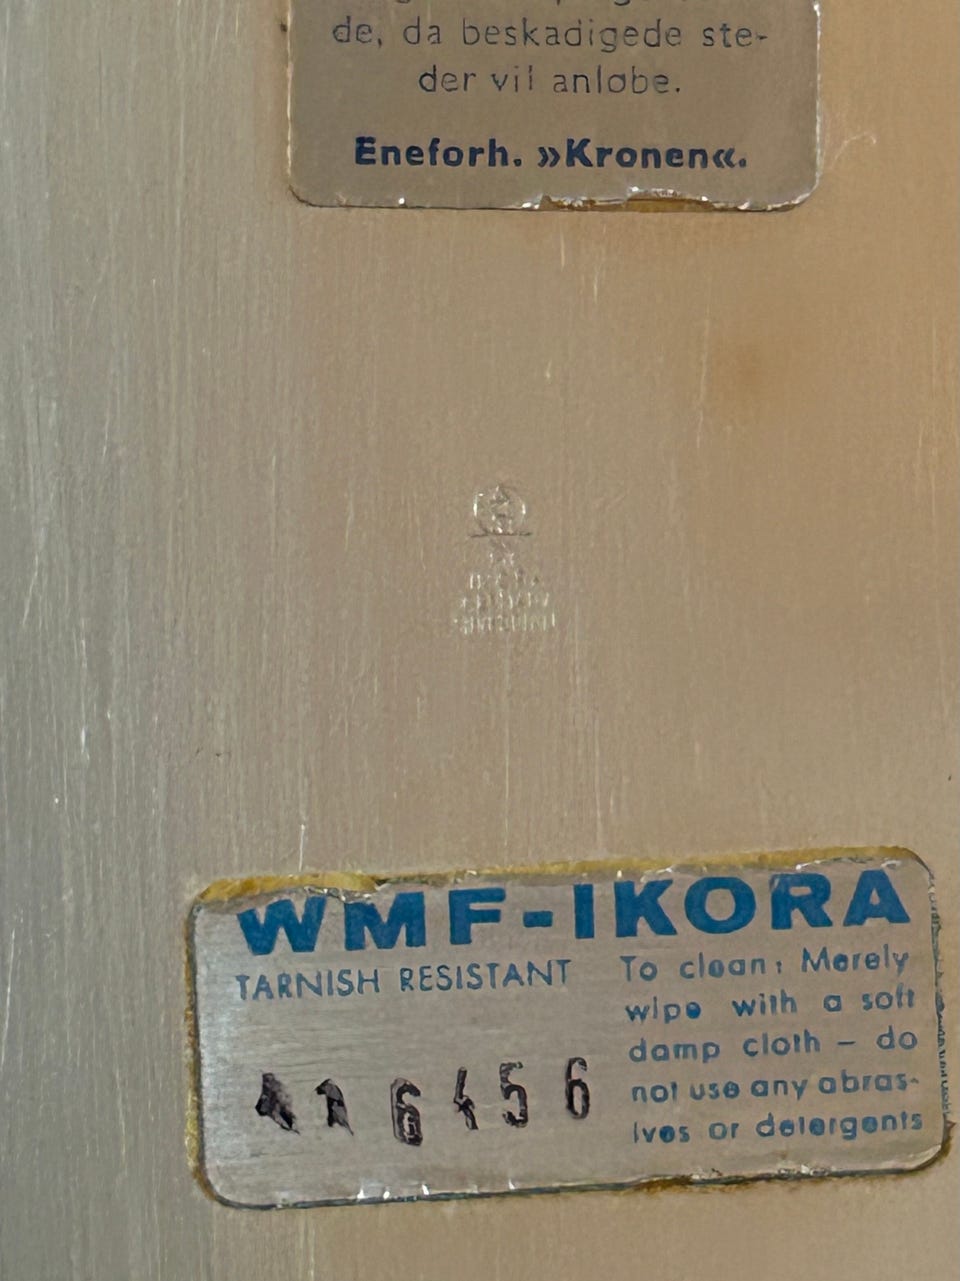 de, da beskadigede ste-
der vil anløbe.
Eneforh. »Kronen«.
WMF-IKORA
TARNISH RESISTANT
To clean: Merely
wipe with a soft
damp cloth – do
not use any abras-
ives or detergents
6456